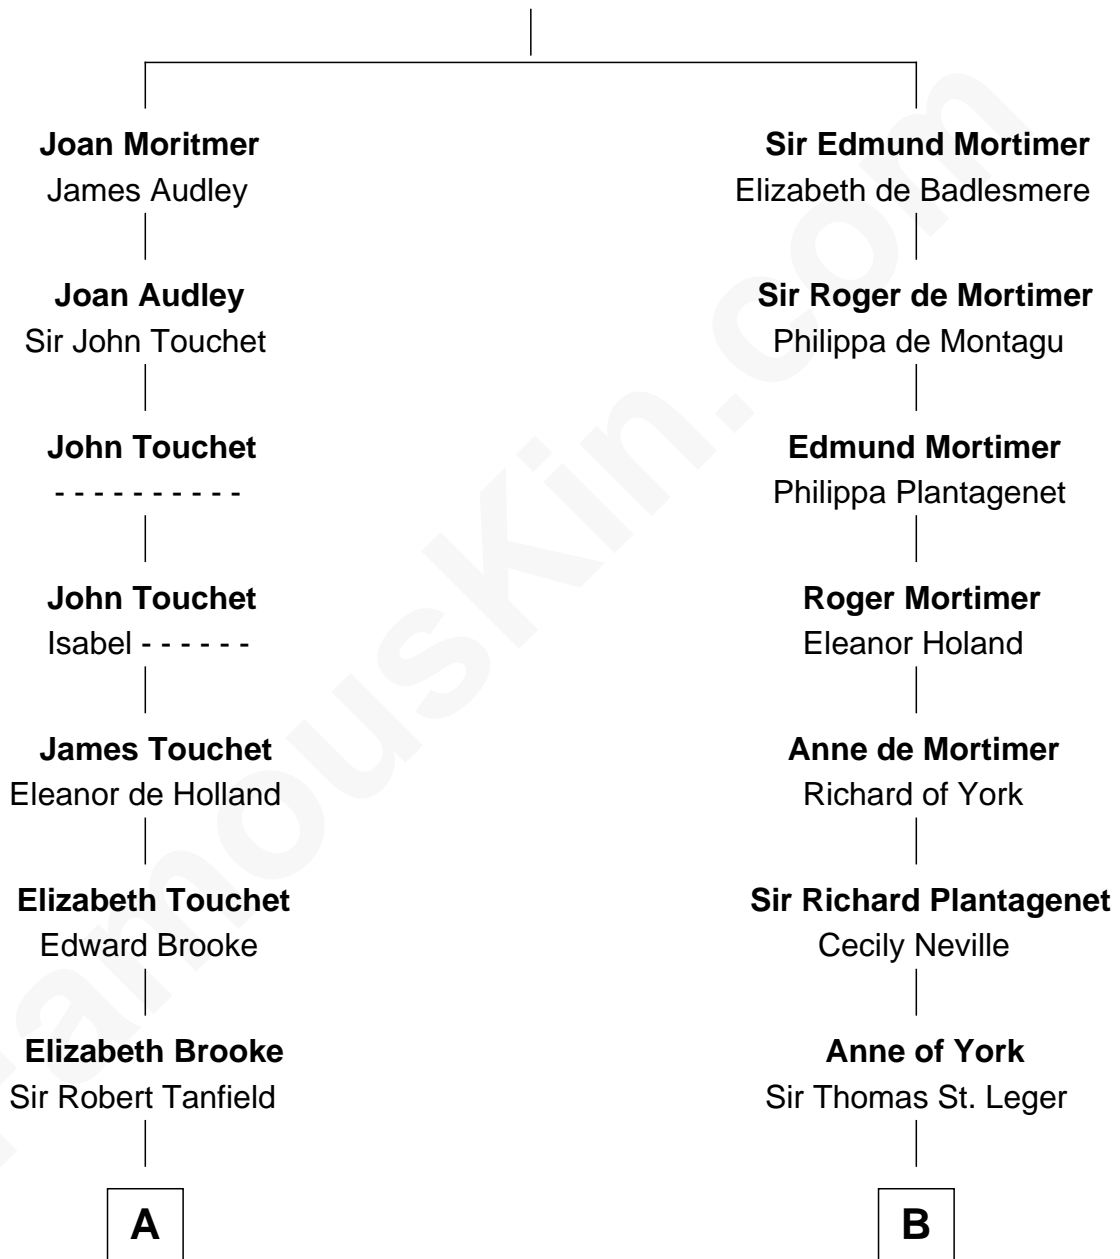 Joan Moritmer
James Audley
Sir Edmund Mortimer
Elizabeth de Badlesmere
Joan Audley
Sir John Touchet
Sir Roger de Mortimer
Philippa de Montagu
John Touchet
- - - - - - - - - -
Edmund Mortimer
Philippa Plantagenet
John Touchet
Isabel - - - - - -
Roger Mortimer
Eleanor Holand
James Touchet
Eleanor de Holland
Anne de Mortimer
Richard of York
Elizabeth Touchet
Edward Brooke
Sir Richard Plantagenet
Cecily Neville
Elizabeth Brooke
Sir Robert Tanfield
Anne of York
Sir Thomas St. Leger
A
B
famouskin.com